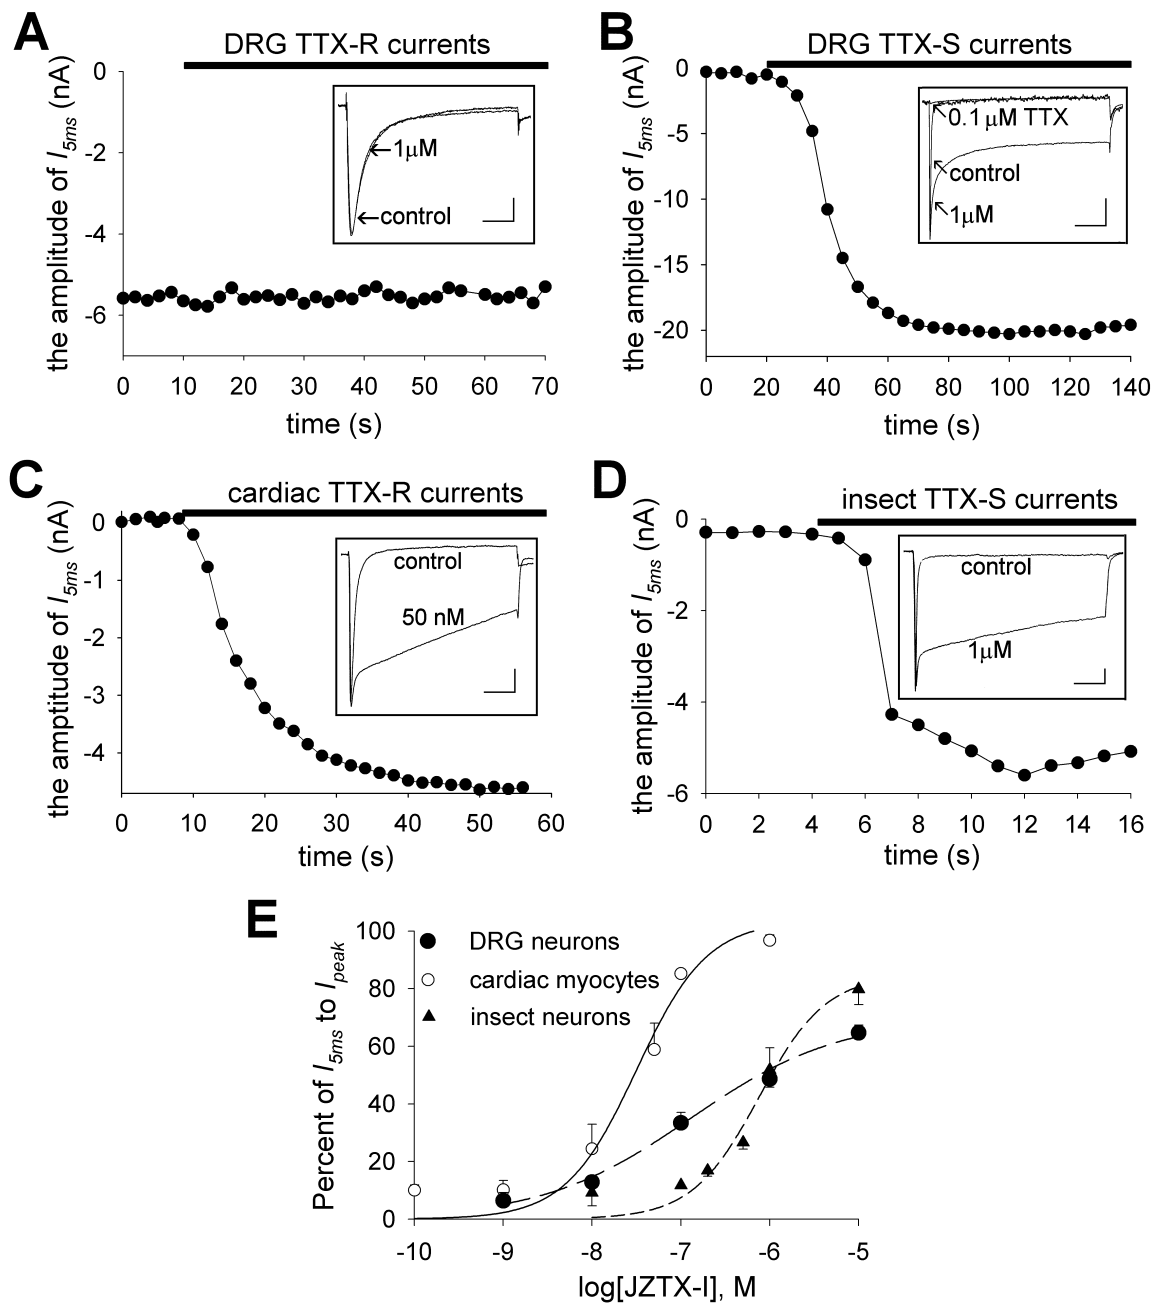 A
DRG TTX-R currents
the amplitude of I5ms (nA)
0
-2
-4
-6
1μM
control
0 10 20 30 40 50 60 70
time (s)
B
DRG TTX-S currents
the amplitude of I5ms (nA)
0
-5
-10
-15
-20
0.1 μM TTX
control
1μM
0 20 40 60 80 100 120 140
time (s)
C
cardiac TTX-R currents
the amptitude of I5ms (nA)
0
-1
-2
-3
-4
control
50 nM
0 10 20 30 40 50 60
time (s)
D
insect TTX-S currents
the amplitude of I5ms (nA)
0
-2
-4
-6
control
1μM
0 2 4 6 8 10 12 14 16
time (s)
E
Percent of I5ms to Ipeak
100
80
60
40
20
0
DRG neurons
cardiac myocytes
insect neurons
-10 -9 -8 -7 -6 -5
log[JZTX-I], M